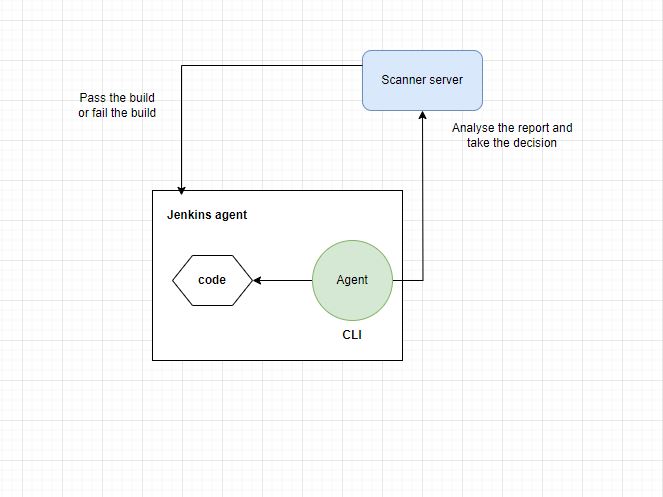 Scanner server
Pass the build
or fail the build
Analyse the report and
take the decision
Jenkins agent
code
Agent
CLI